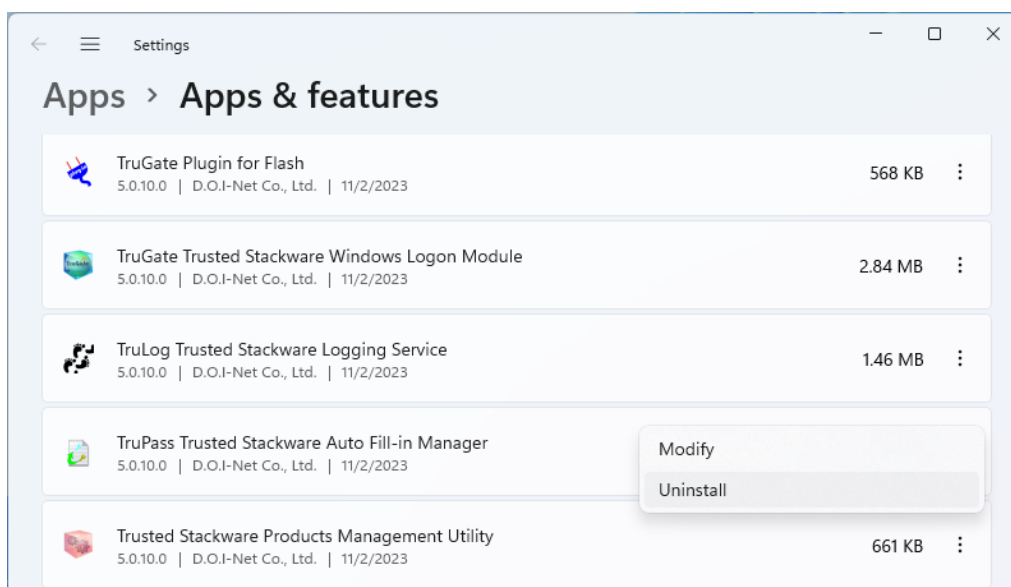 Settings
Apps > Apps & features
TruGate Plugin for Flash
568 KB
5.0.10.0 | D.O.I-Net Co., Ltd. | 11/2/2023
TruGate Trusted Stackware Windows Logon Module
2.84 MB
5.0.10.0 | D.O.I-Net Co., Ltd. | 11/2/2023
TruLog Trusted Stackware Logging Service
1.46 MB
5.0.10.0 | D.O.I-Net Co., Ltd. | 11/2/2023
TruPass Trusted Stackware Auto Fill-in Manager
5.0.10.0 | D.O.I-Net Co., Ltd. | 11/2/2023
Modify
Uninstall
Trusted Stackware Products Management Utility
661 KB
5.0.10.0 | D.O.I-Net Co., Ltd. | 11/2/2023